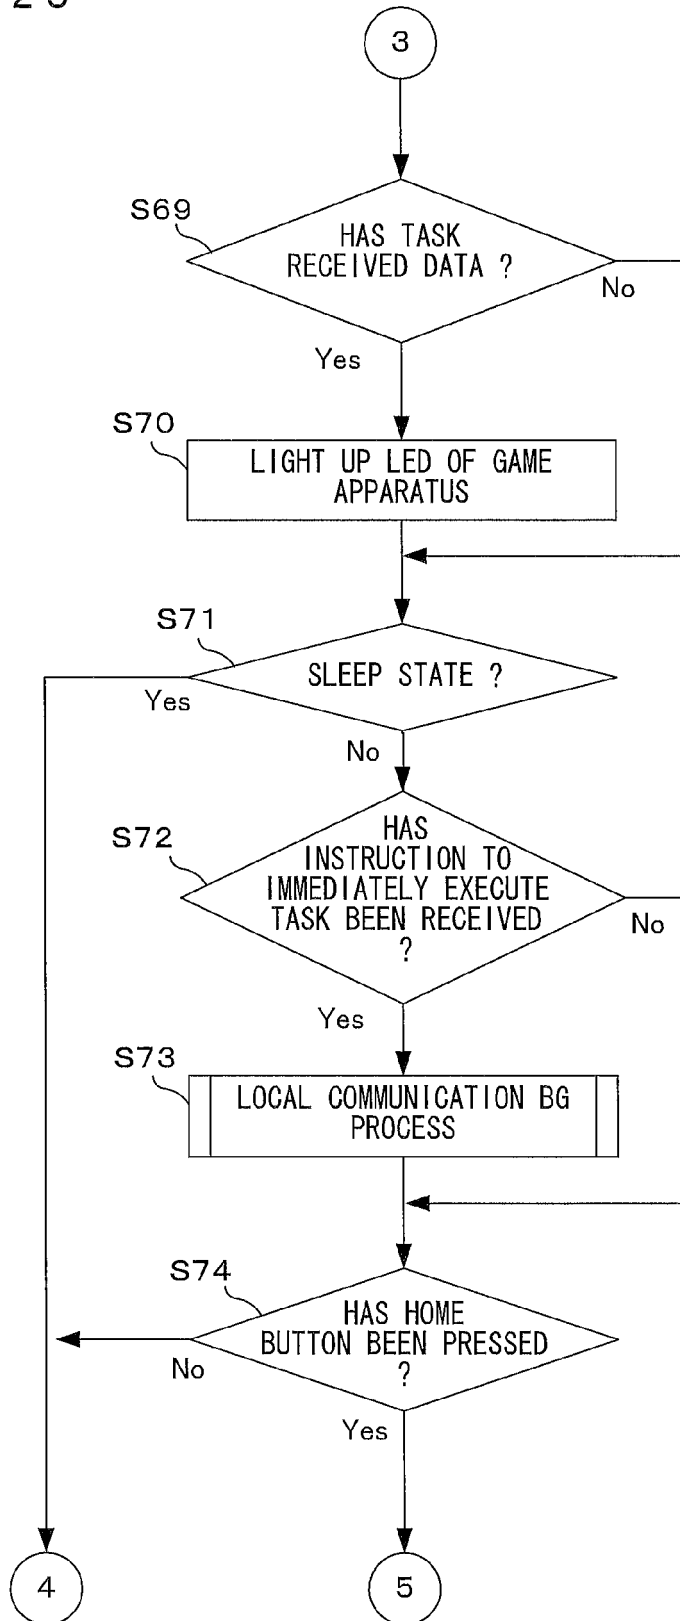 3
S69
HAS TASK
RECEIVED DATA ?
No
Yes
S70
LIGHT UP LED OF GAME
APPARATUS
S71
SLEEP STATE ?
Yes
No
S72
HAS
INSTRUCTION TO
IMMEDIATELY EXECUTE
TASK BEEN RECEIVED
?
No
Yes
S73
LOCAL COMMUNICATION BG
PROCESS
S74
HAS HOME
BUTTON BEEN PRESSED
?
No
Yes
4
5